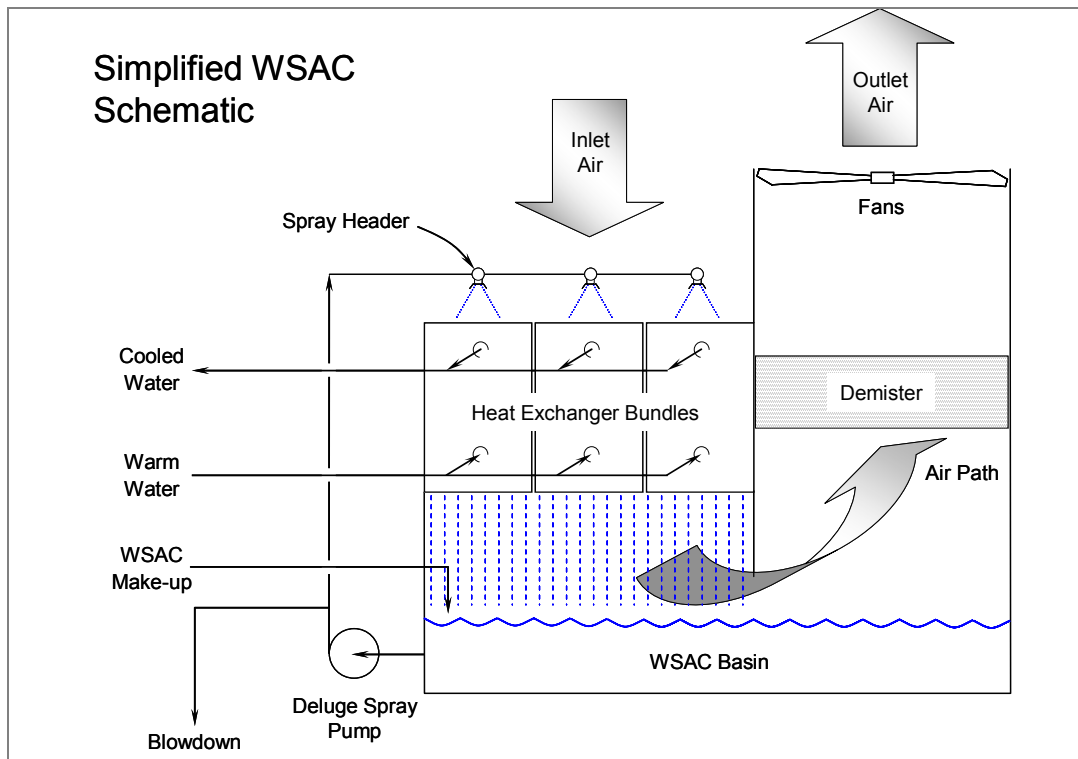 Simplified WSAC
Schematic
Outlet
Air
Inlet
Air
Fans
Spray Header
Cooled
Water
Heat Exchanger Bundles
Demister
Warm
Water
Air Path
WSAC
Make-up
WSAC Basin
Deluge Spray
Pump
Blowdown